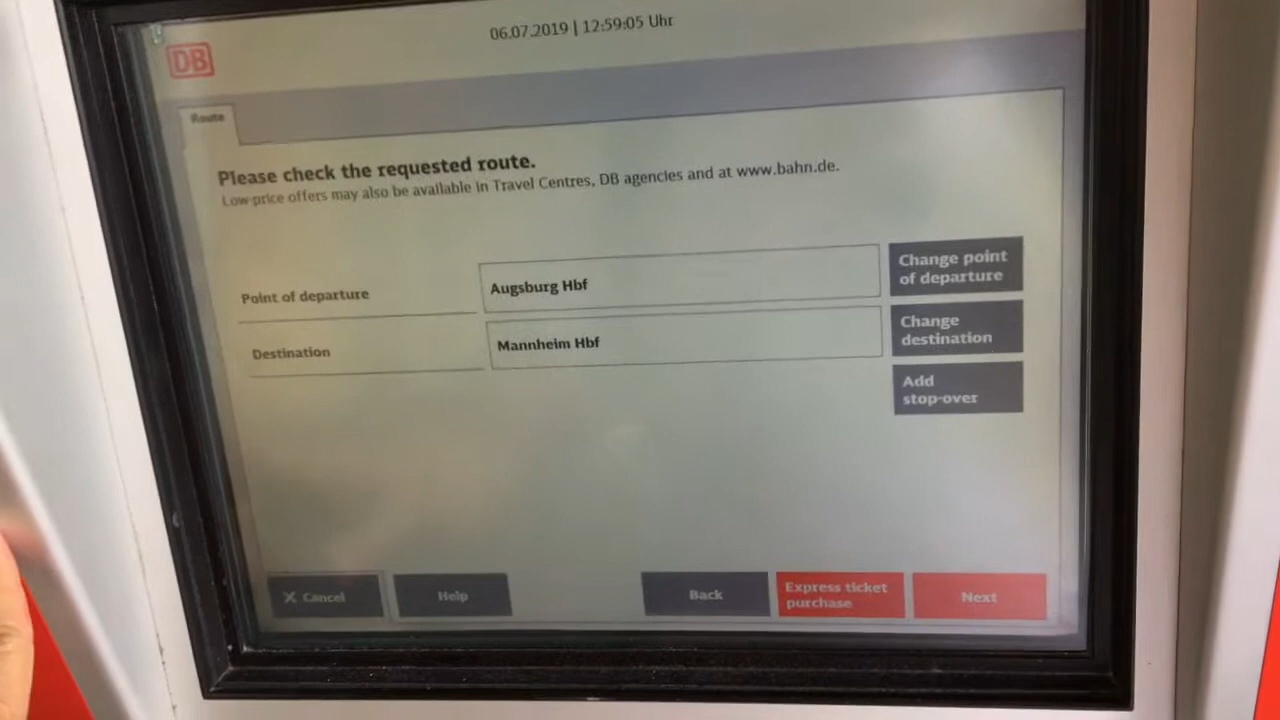 06.07.2019 | 12:59:05 Uhr
DB
Route
Please check the requested route.
Low-price offers may also be available in Travel Centres, DB agencies and at www.bahn.de.
Point of departure
Augsburg Hbf
Change point
of departure
Destination
Mannheim Hbf
Change
destination
Add
stop-over
X Cancel
Help
Back
Express ticket
purchase
Next